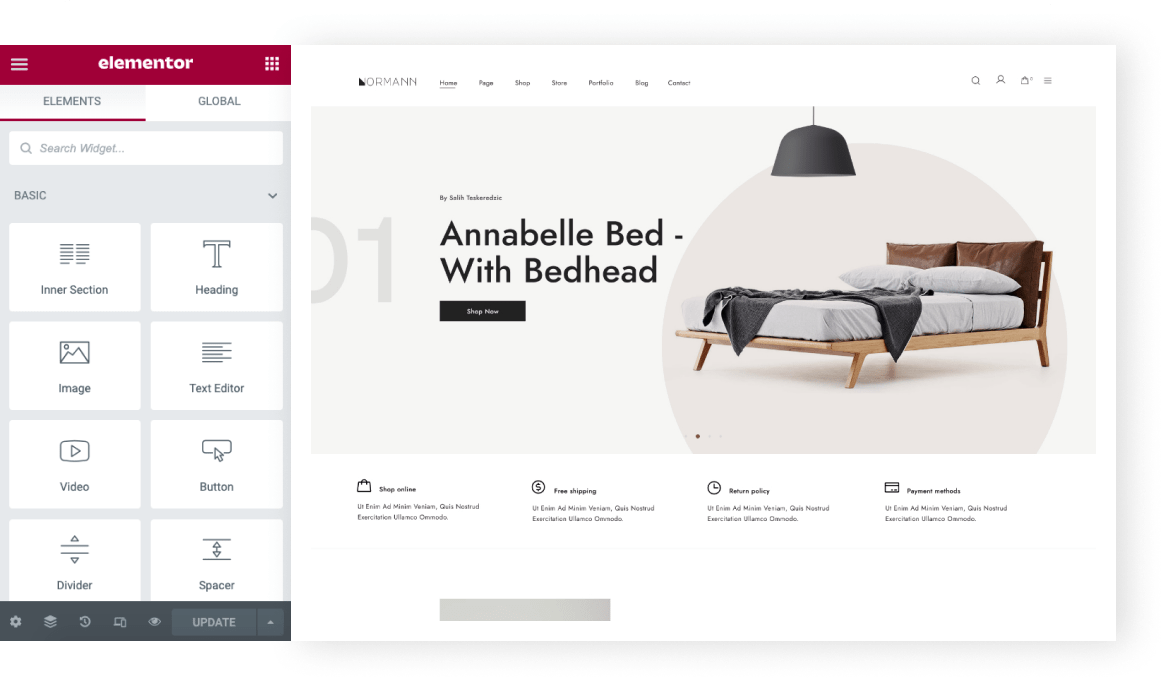 elementor
ELEMENTS GLOBAL
Search Widget...
BASIC
Inner Section
Heading
Image
Text Editor
Video
Button
Divider
Spacer
UPDATE
NORMANN Home Page Shop Store Portfolio Blog Contact
0
01
By Salih Teskeredzic
Annabelle Bed -
With Bedhead
Shop Now
Shop online
Ut Enim Ad Minim Veniam, Quis Nostrud
Exercitation Ullamco Ommodo.
Free shipping
Ut Enim Ad Minim Veniam, Quis Nostrud
Exercitation Ullamco Ommodo.
Return policy
Ut Enim Ad Minim Veniam, Quis Nostrud
Exercitation Ullamco Ommodo.
Payment methods
Ut Enim Ad Minim Veniam, Quis Nostrud
Exercitation Ullamco Ommodo.